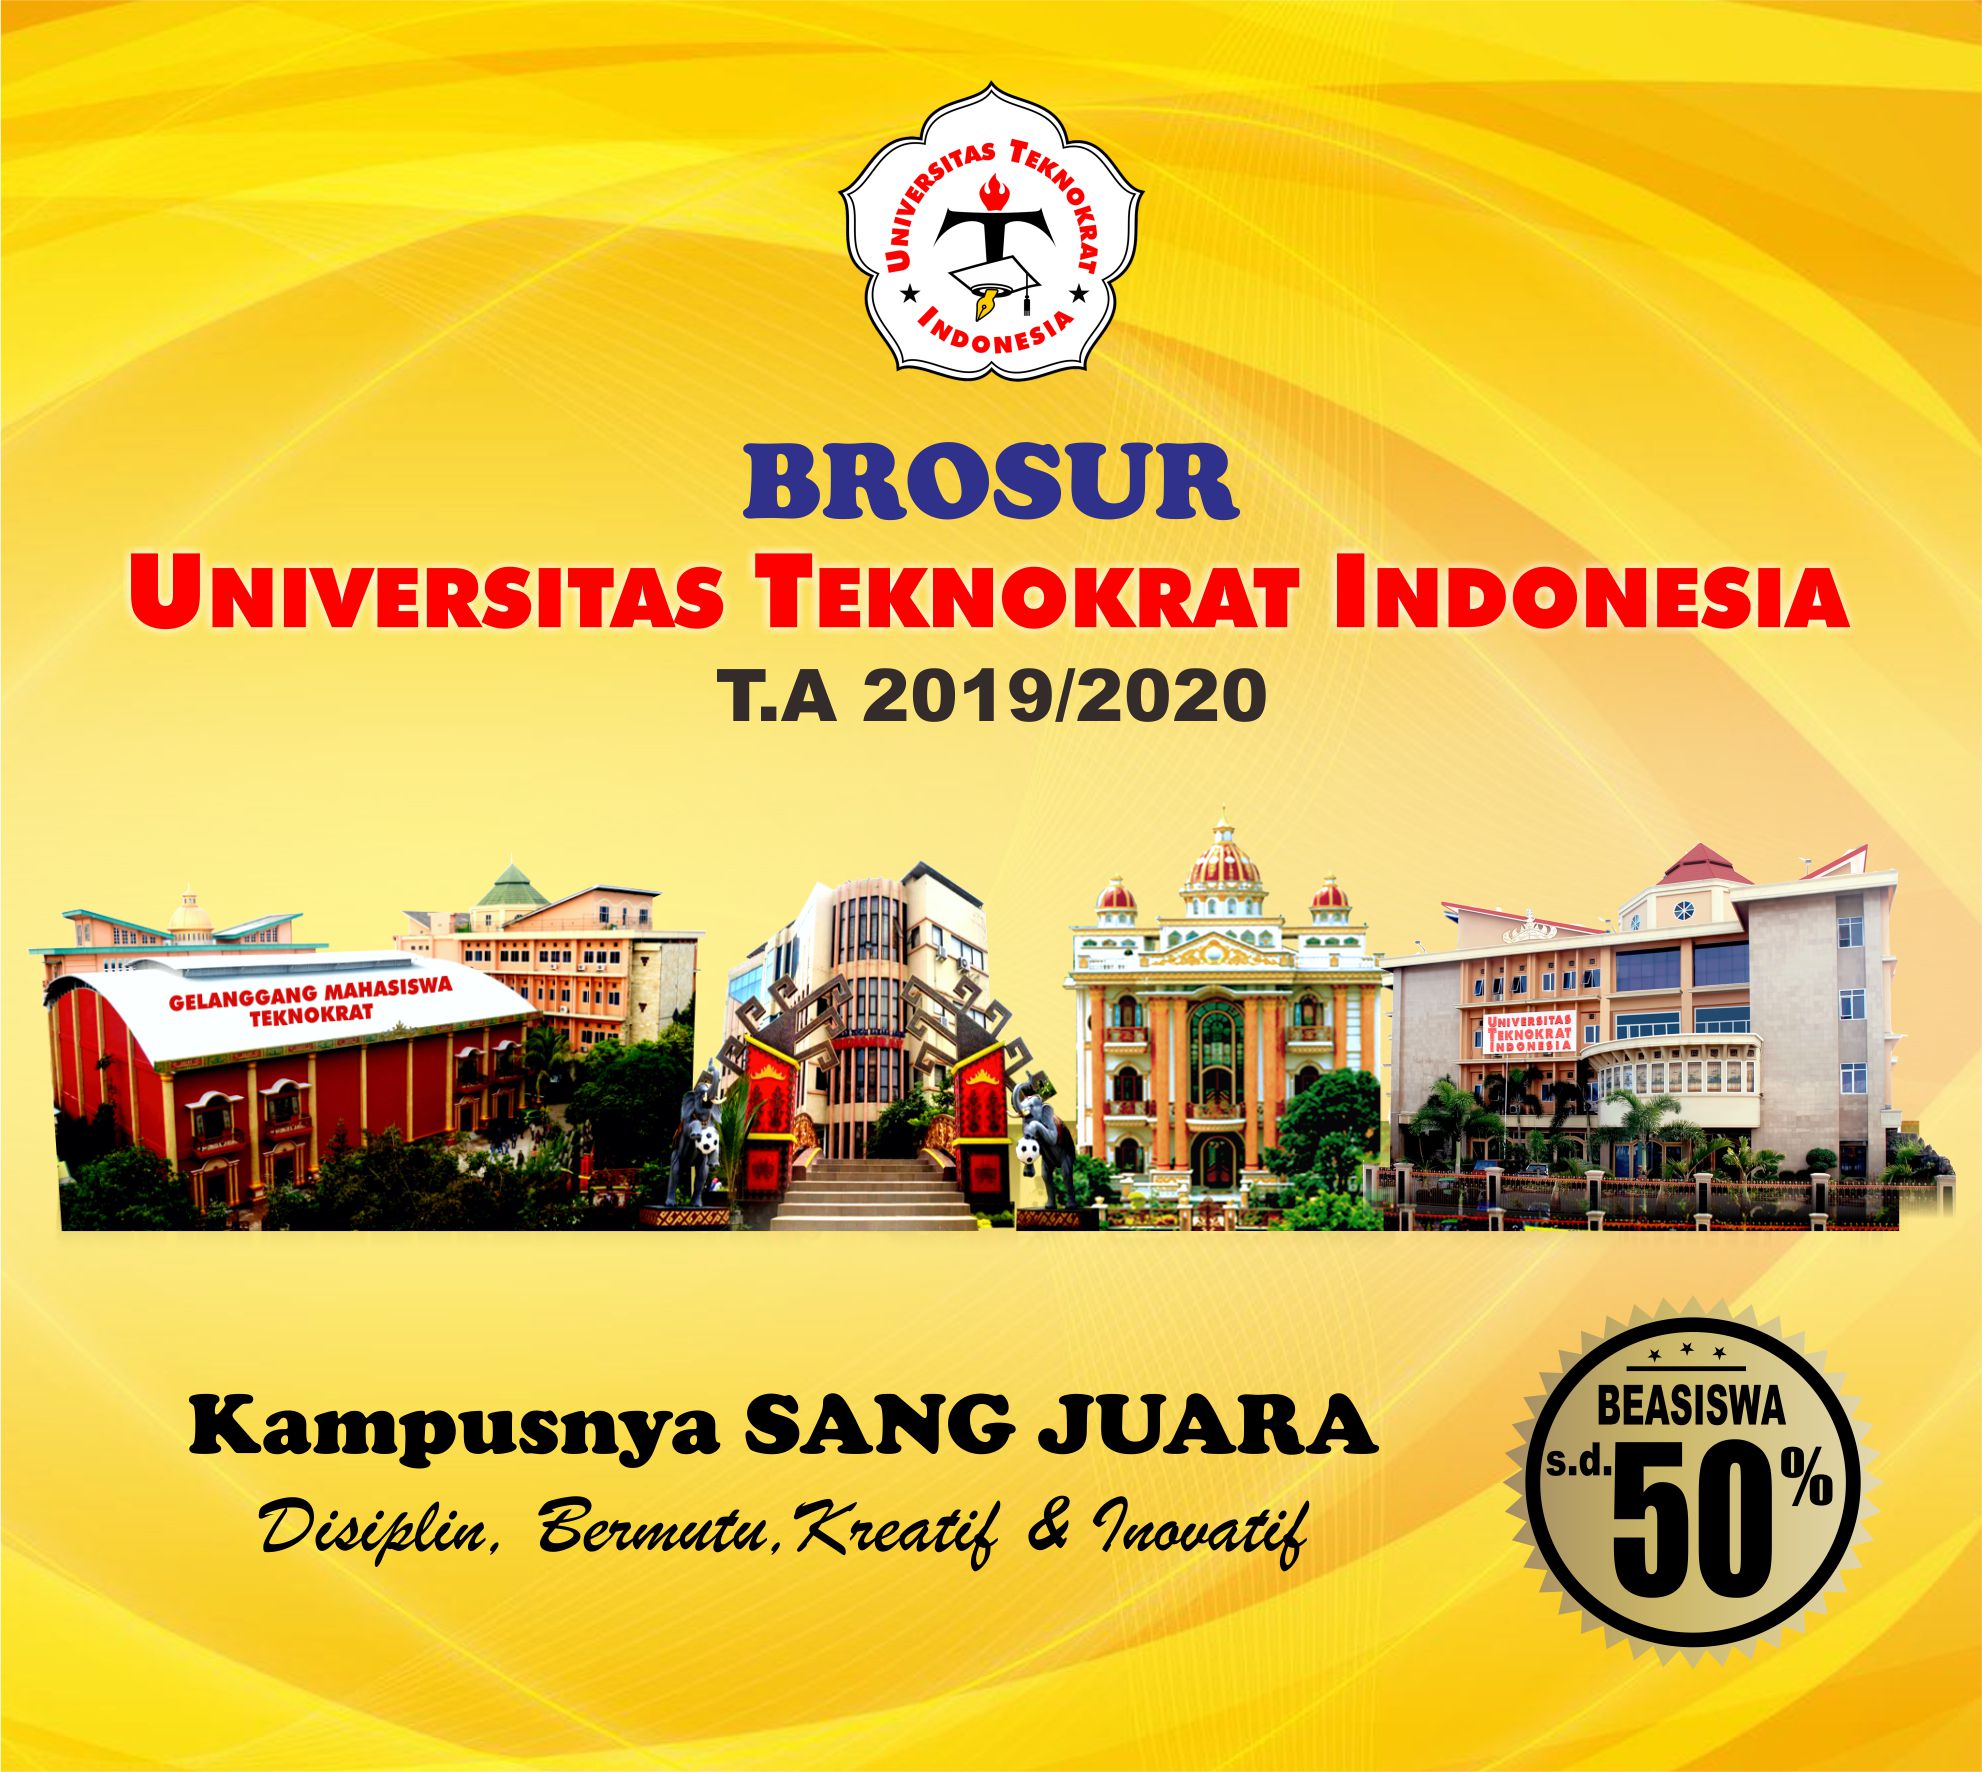 UNIVERSITAS TEKNOKRAT
INDONESIA
BROSUR
UNIVERSITAS TEKNOKRAT INDONESIA
T.A 2019/2020
GELANGGANG MAHASISWA
TEKNOKRAT
UNIVERSITAS
TEKNOKRAT
INDONESIA
Kampusnya SANG JUARA
Disiplin, Bermutu, Kreatif & Inovatif
BEASISWA
s.d. 50%